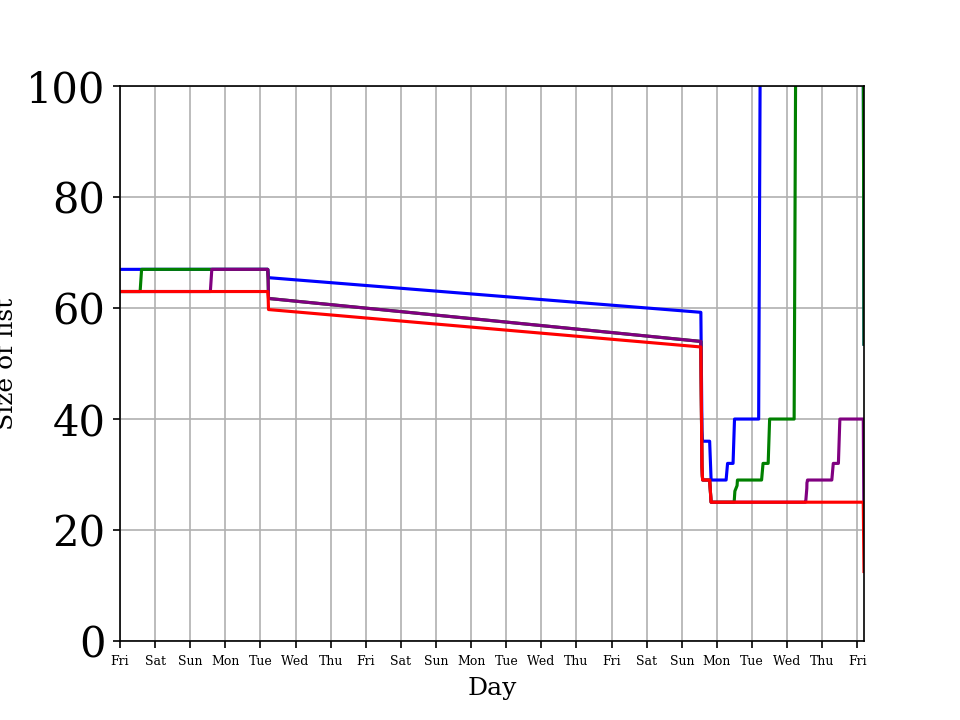 100
80
60
40
20
0
Size of list
Fri Sat Sun Mon Tue Wed Thu Fri Sat Sun Mon Tue Wed Thu Fri Sat Sun Mon Tue Wed Thu Fri
Day